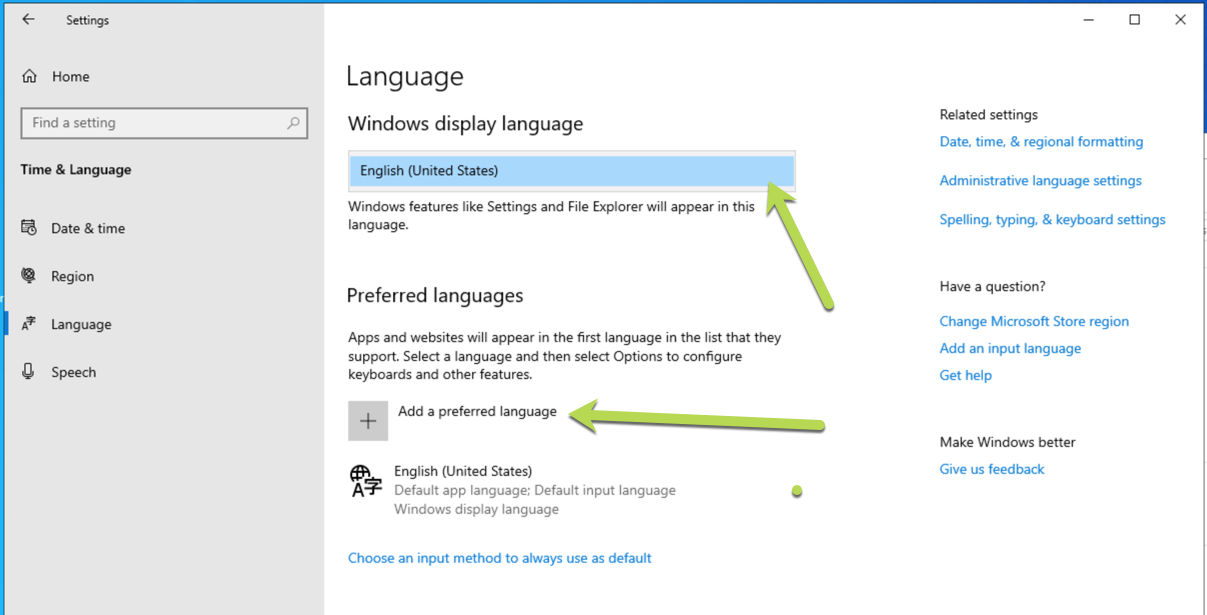 Settings
Home
Find a setting
Time & Language
Date & time
Region
Language
Speech
Language
Windows display language
English (United States)
Windows features like Settings and File Explorer will appear in this
language.
Preferred languages
Apps and websites will appear in the first language in the list that they
support. Select a language and then select Options to configure
keyboards and other features.
Add a preferred language
A字
English (United States)
Default app language; Default input language
Windows display language
Choose an input method to always use as default
Related settings
Date, time, & regional formatting
Administrative language settings
Spelling, typing, & keyboard settings
Have a question?
Change Microsoft Store region
Add an input language
Get help
Make Windows better
Give us feedback